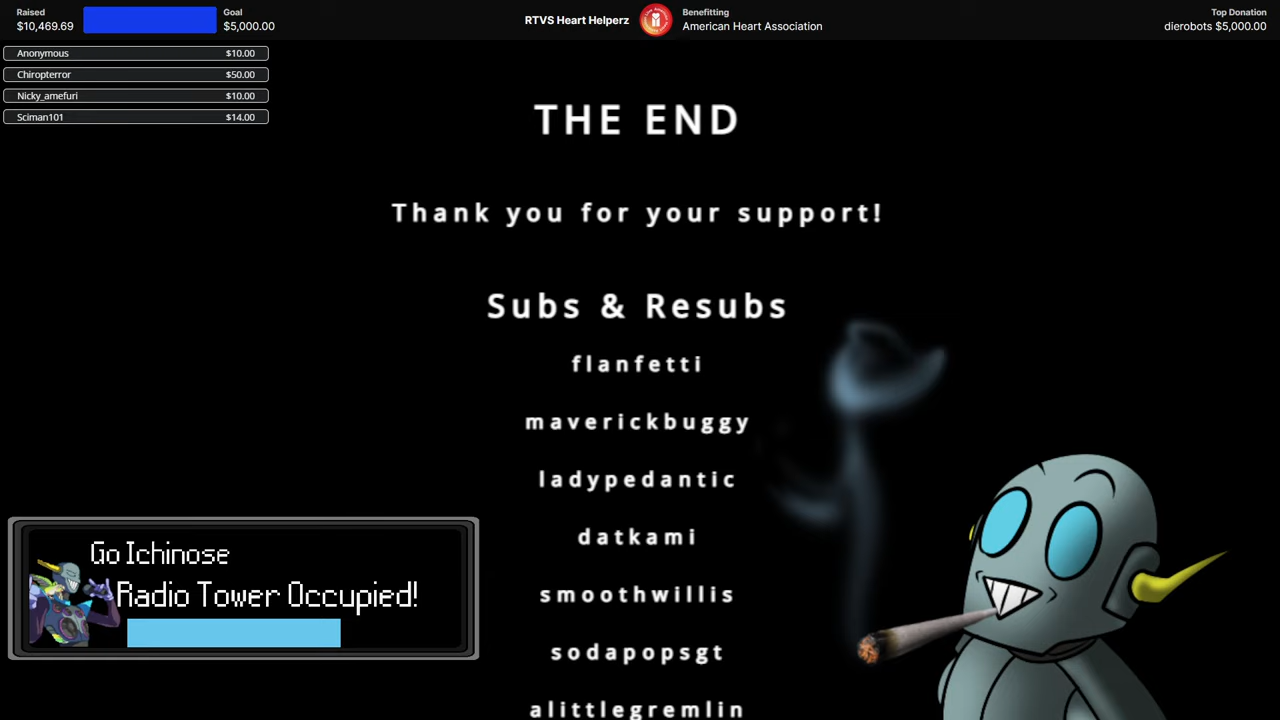 Raised
$10,469.69
Goal
$5,000.00
RTVS Heart Helperz
Benefitting
American Heart Association
Top Donation
dierobots $5,000.00
Anonymous $10.00
Chiropterror $50.00
Nicky_amefuri $10.00
Sciman101 $14.00
THE END
Thank you for your support!
Subs & Resubs
flanfetti
maverickbuggy
ladypedantic
datkami
smoothwillis
sodapopsgt
alittlegremlin
Go Ichinose
Radio Tower Occupied!